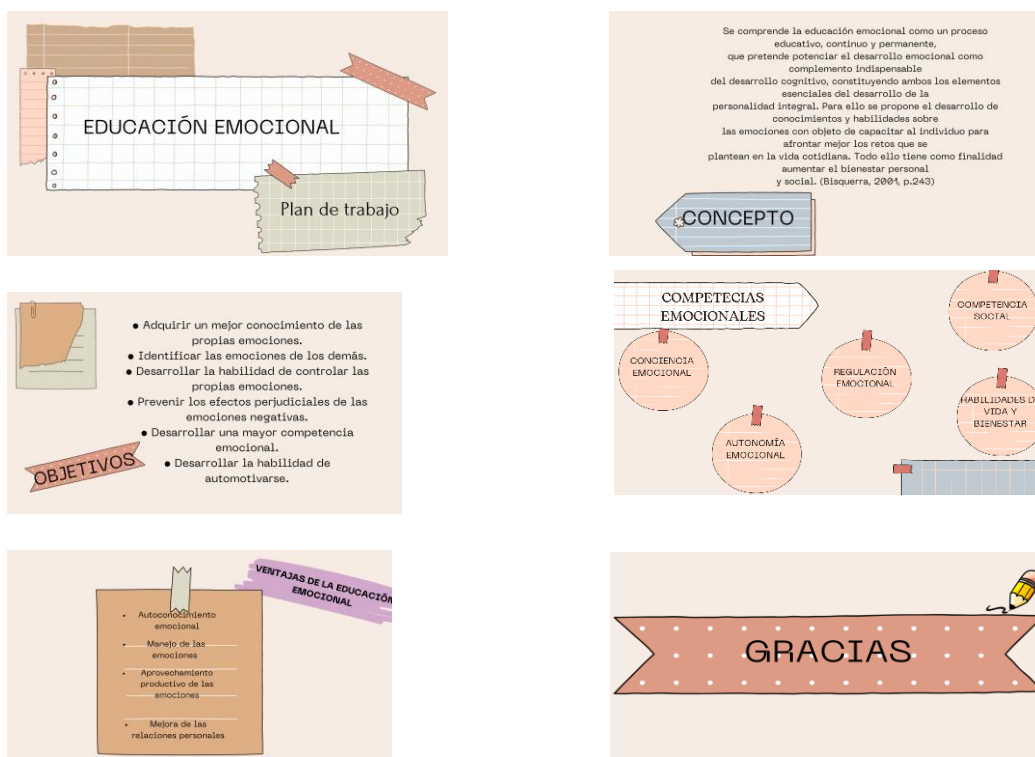 EDUCACIÓN EMOCIONAL
Plan de trabajo
Se comprende la educación emocional como un proceso
educativo, continuo y permanente,
que pretende potenciar el desarrollo emocional como
complemento indispensable
del desarrollo cognitivo, constituyendo ambos los elementos
esenciales del desarrollo de la
personalidad integral. Para ello se propone el desarrollo de
conocimientos y habilidades sobre
las emociones con objeto de capacitar al individuo para
afrontar mejor los retos que se
plantean en la vida cotidiana. Todo ello tiene como finalidad
aumentar el bienestar personal
y social. (Bisquerra, 2001, p.243)
CONCEPTO
• Adquirir un mejor conocimiento de las
propias emociones.
• Identificar las emociones de los demás.
• Desarrollar la habilidad de controlar las
propias emociones.
• Prevenir los efectos perjudiciales de las
emociones negativas.
• Desarrollar una mayor competencia
emocional.
• Desarrollar la habilidad de
automotivarse.
OBJETIVOS
COMPETECIAS
EMOCIONALES
CONCIENCIA
EMOCIONAL
AUTONOMÍA
EMOCIONAL
REGULACIÓN
EMOCIONAL
COMPETENCIA
SOCIAL
HABILIDADES D
VIDA Y
BIENESTAR
VENTAJAS DE LA EDUCACIÓN
EMOCIONAL
• Autoconocimiento
emocional
• Manejo de las
emociones
• Aprovechamiento
productivo de las
emociones
• Mejora de las
relaciones personales
GRACIAS